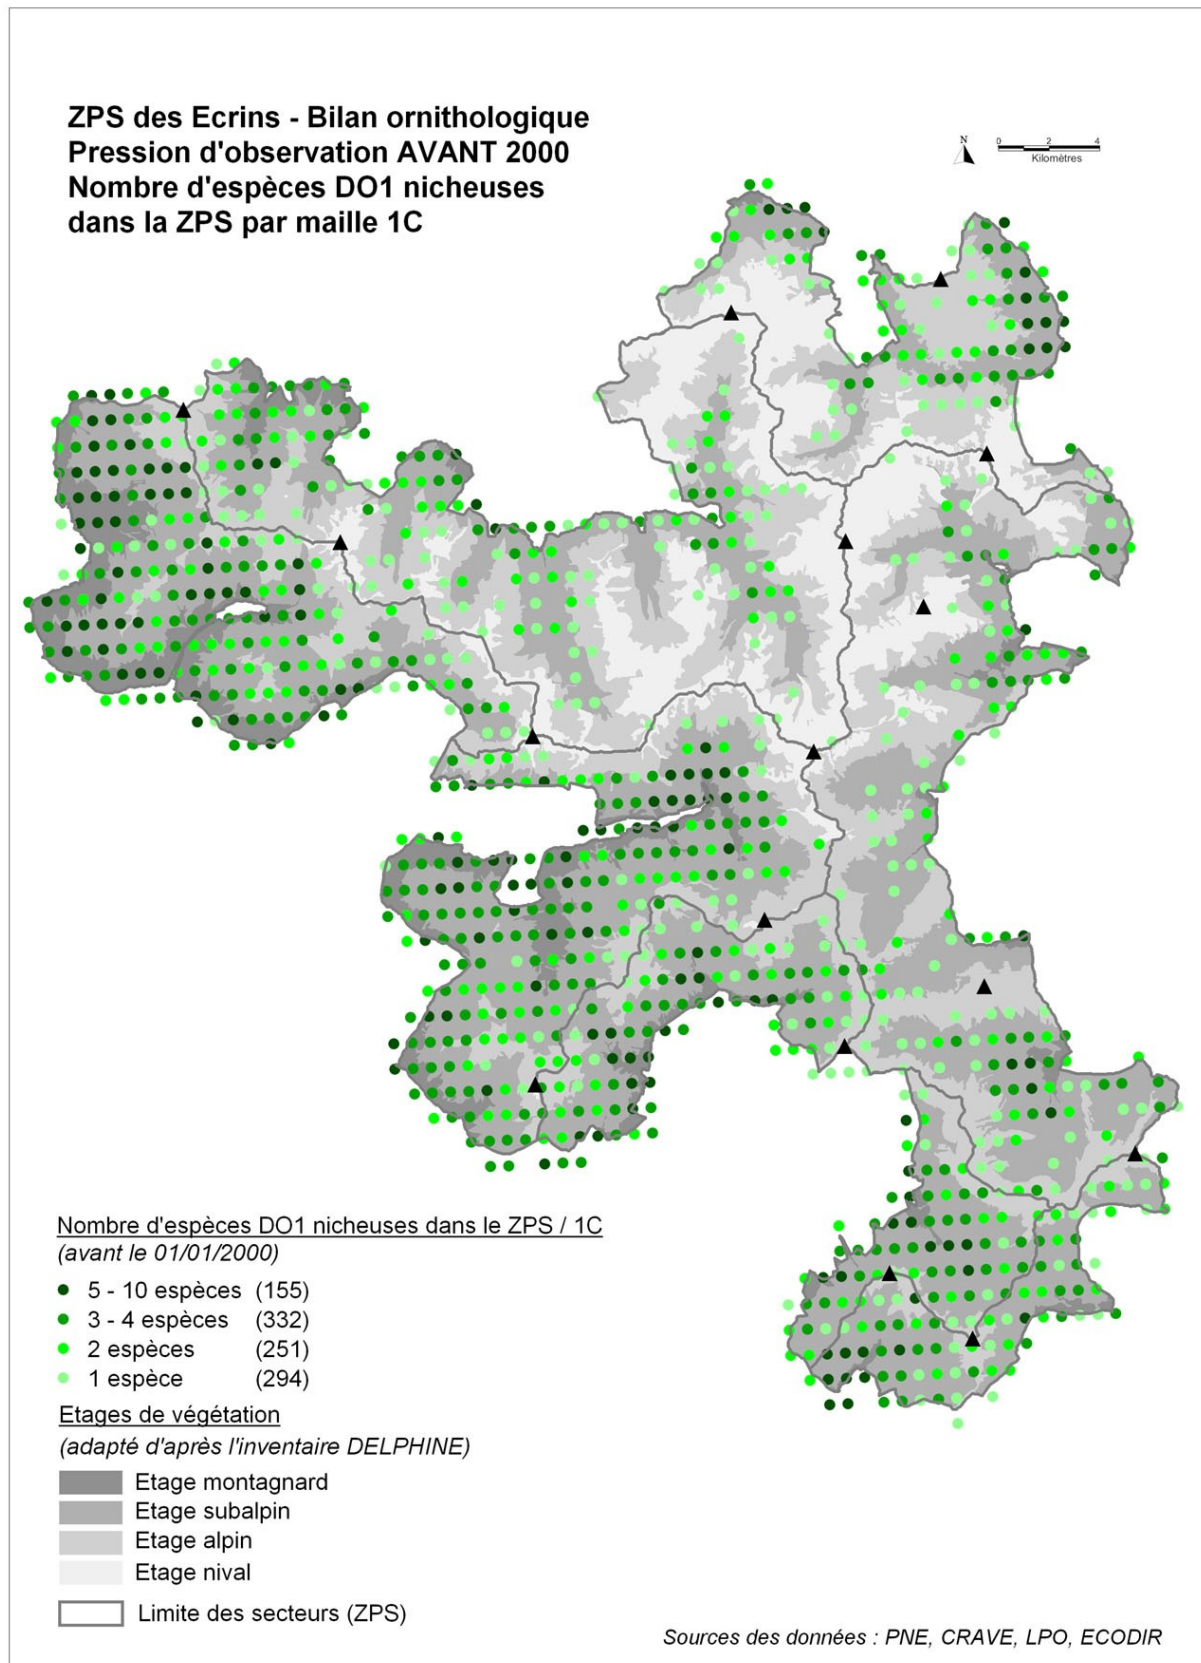 ZPS des Ecrins - Bilan ornithologique
Pression d'observation AVANT 2000
Nombre d'espèces DO1 nicheuses
dans la ZPS par maille 1C
N
0 2 4
Kilomètres
Nombre d'espèces DO1 nicheuses dans le ZPS / 1C
(avant le 01/01/2000)
5 - 10 espèces (155)
3 - 4 espèces (332)
2 espèces (251)
1 espèce (294)
Etages de végétation
(adapté d'après l'inventaire DELPHINE)
Etage montagnard
Etage subalpin
Etage alpin
Etage nival
Limite des secteurs (ZPS)
Sources des données : PNE, CRAVE, LPO, ECODIR